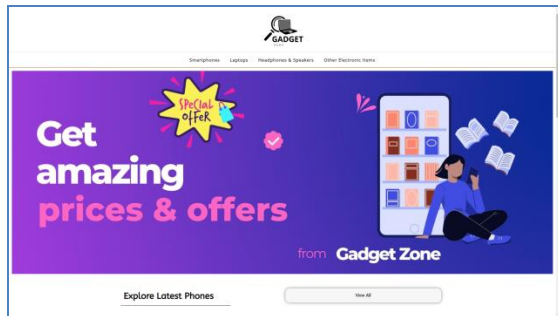 GADGET
ZONE
Smartphones Laptops Headphones & Speakers Other Electronic Items
SPECIAL
OFFER
Get
amazing
prices & offers
from Gadget Zone
Explore Latest Phones
View All